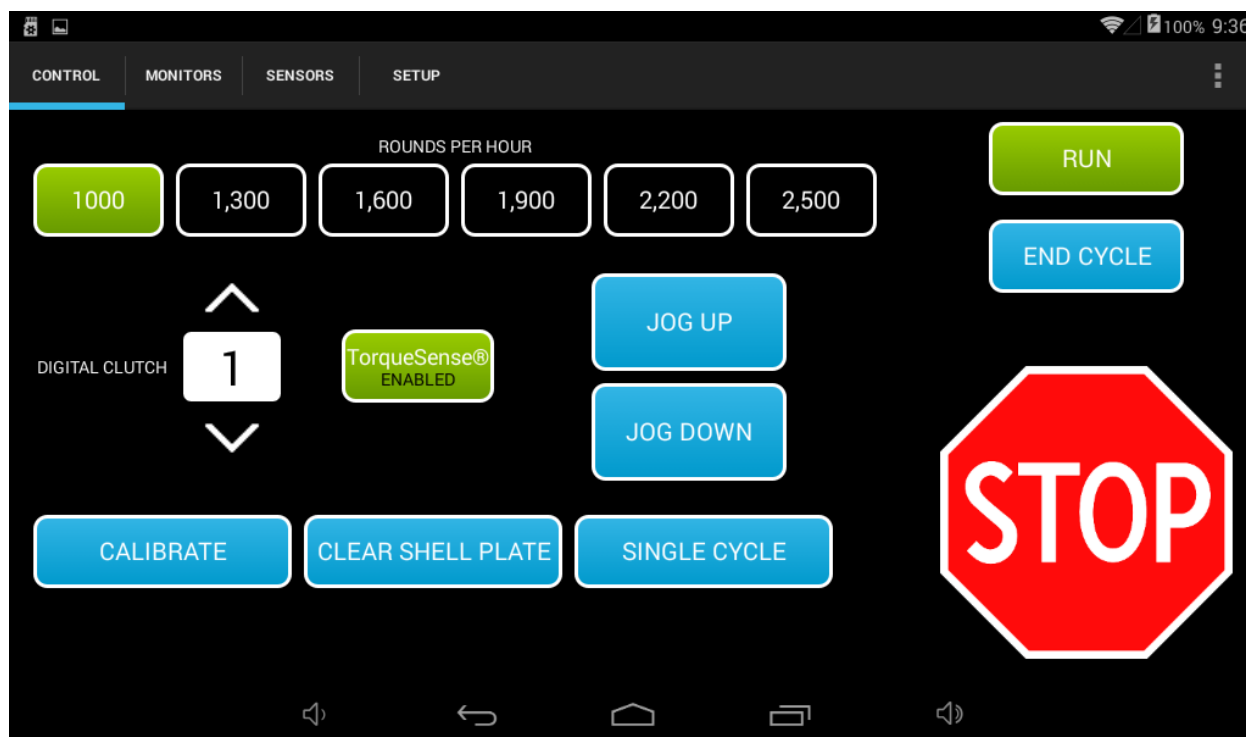 100% 9:36
CONTROL MONITORS SENSORS SETUP
ROUNDS PER HOUR
1000 1,300 1,600 1,900 2,200 2,500
RUN
END CYCLE
DIGITAL CLUTCH 1
TorqueSense®
ENABLED
JOG UP
JOG DOWN
CALIBRATE CLEAR SHELL PLATE SINGLE CYCLE
STOP